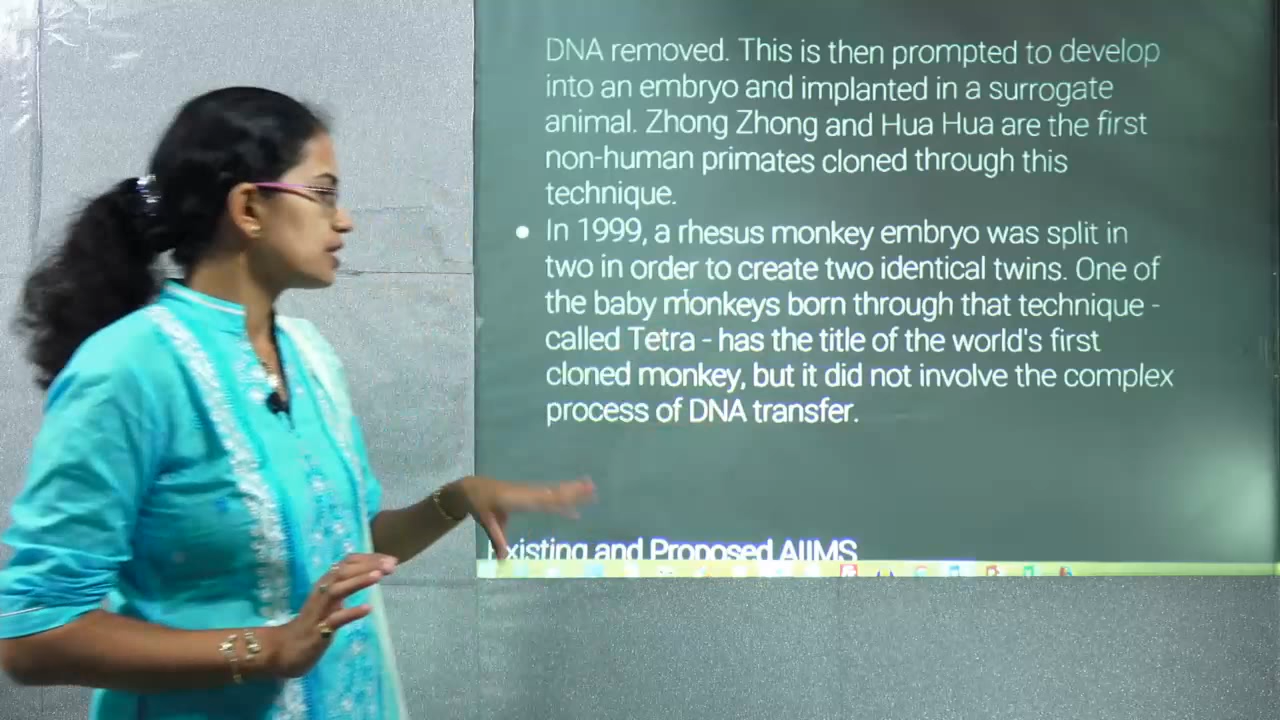 DNA removed. This is then prompted to develop
into an embryo and implanted in a surrogate
animal. Zhong Zhong and Hua Hua are the first
non-human primates cloned through this
technique.
• In 1999, a rhesus monkey embryo was split in
two in order to create two identical twins. One of
the baby monkeys born through that technique -
called Tetra - has the title of the world's first
cloned monkey, but it did not involve the complex
process of DNA transfer.
Existing and Proposed AIIMS